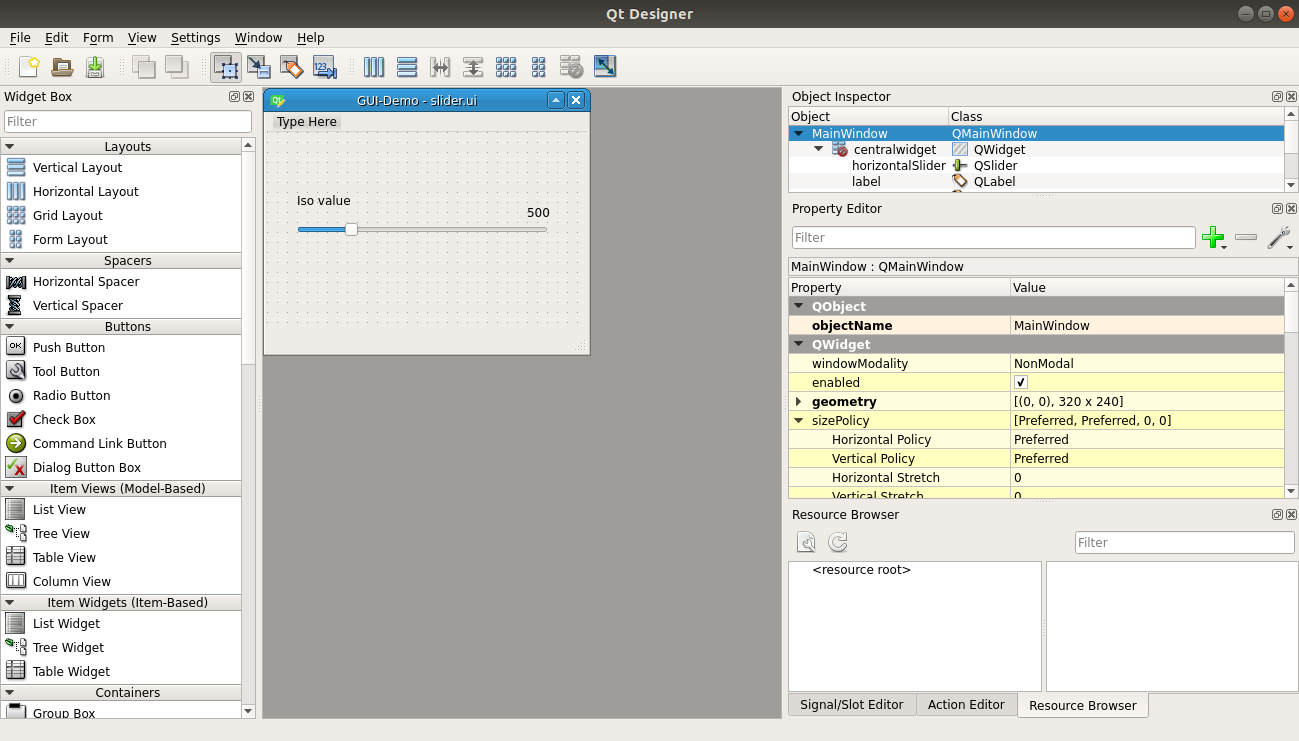 Qt Designer
File Edit Form View Settings Window Help
Widget Box
Filter
Layouts
Vertical Layout
Horizontal Layout
Grid Layout
Form Layout
Spacers
Horizontal Spacer
Vertical Spacer
Buttons
OK Push Button
Tool Button
Radio Button
Check Box
Command Link Button
Dialog Button Box
Item Views (Model-Based)
List View
Tree View
Table View
Column View
Item Widgets (Item-Based)
List Widget
Tree Widget
Table Widget
Containers
Group Box
GUI-Demo - slider.ui
Type Here
Iso value
500
Object Inspector
Object Class
MainWindow QMainWindow
centralwidget QWidget
horizontalSlider QSlider
label QLabel
Property Editor
Filter
MainWindow : QMainWindow
Property Value
QObject
objectName MainWindow
QWidget
windowModality NonModal
enabled
geometry [(0, 0), 320 x 240]
sizePolicy [Preferred, Preferred, 0, 0]
Horizontal Policy Preferred
Vertical Policy Preferred
Horizontal Stretch 0
Vertical Stretch 0
Resource Browser
Filter
<resource root>
Signal/Slot Editor Action Editor Resource Browser